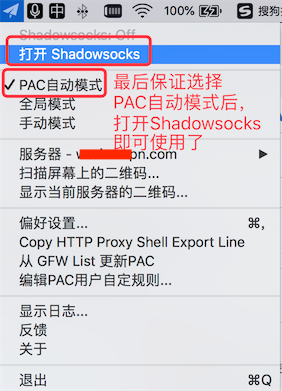 中
100%
搜狗
Shadowsocks: Off
打开 Shadowsocks
✓ PAC自动模式
全局模式
手动模式
最后保证选择
PAC自动模式后，
打开Shadowsocks
即可使用了
服务器 - pn.com
扫描屏幕上的二维码...
显示当前服务器的二维码...
偏好设置... ⌘,
Copy HTTP Proxy Shell Export Line
从 GFW List 更新PAC
编辑PAC用户自定规则...
显示日志...
反馈
关于
退出 ⌘Q